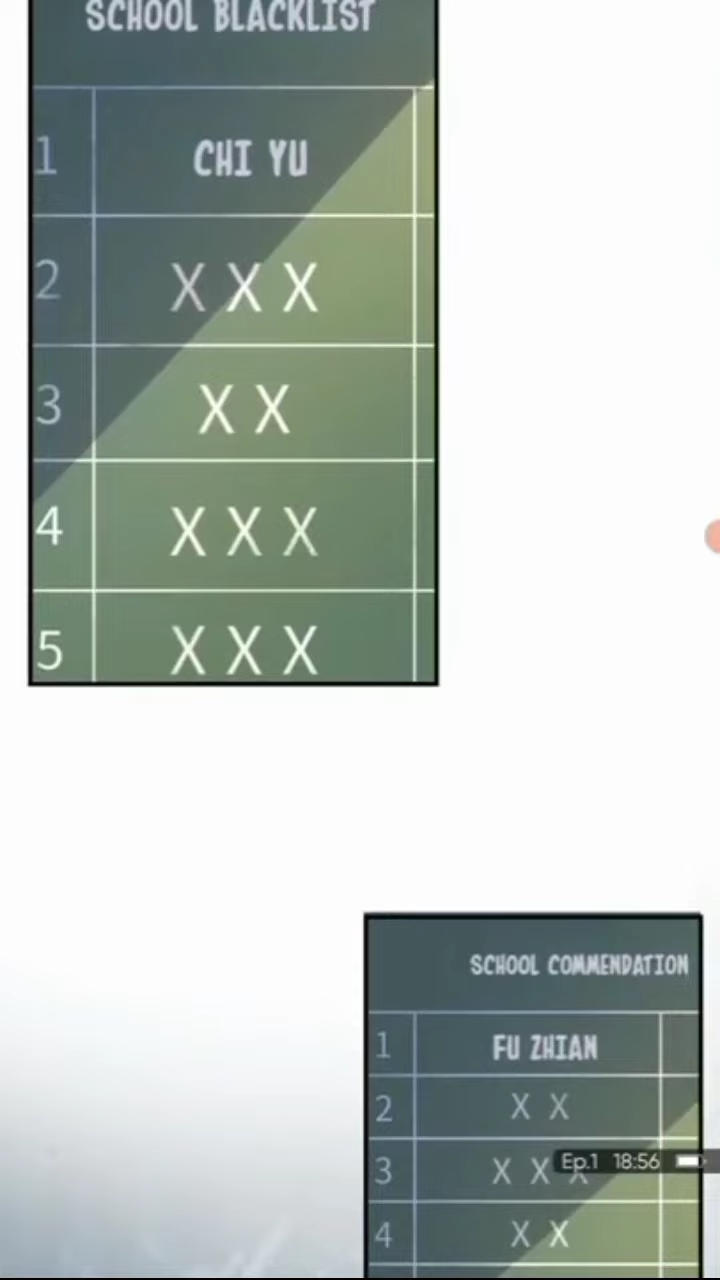 SCHOOL BLACKLIST
1 CHI YU
2 X X X
3 X X
4 X X X
5 X X X
SCHOOL COMMENDATION
1 FU ZHIAN
2 X X
3 X X X
Ep.1 18:56
4 X X